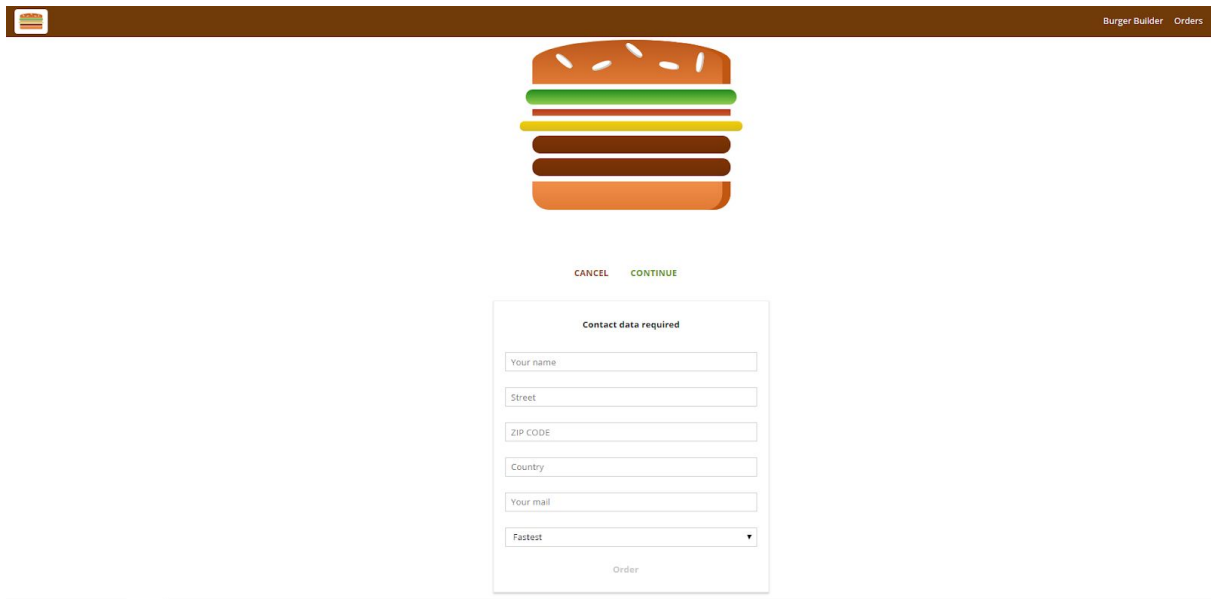 Burger Builder Orders
CANCEL CONTINUE
Contact data required
Your name
Street
ZIP CODE
Country
Your mail
Fastest
Order